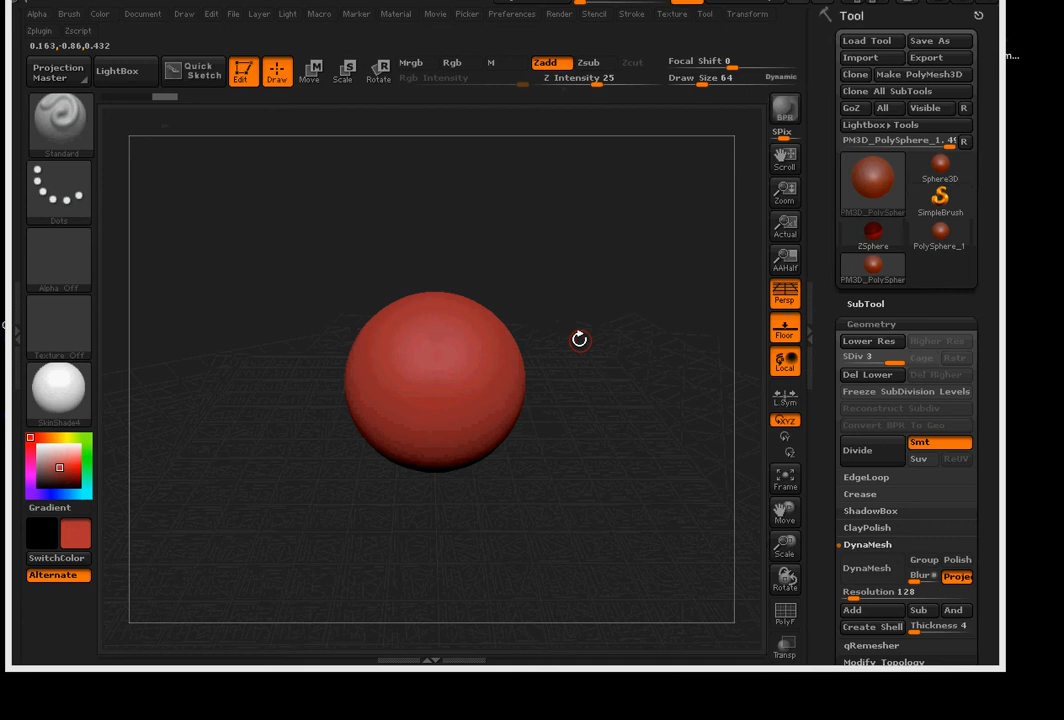 Alpha Brush Color Document Draw Edit File Layer Light Macro Marker Material Movie Picker Preferences Render Stencil Stroke Texture Tool Transform
Zplugin Zscript
0.163,-0.86,0.432
Projection Master
LightBox
Quick Sketch
Edit
Draw
Move
Scale
Rotate
Mrgb Rgb M
Rgb Intensity
Zadd Zsub Zcut
Z Intensity 25
Focal Shift 0
Draw Size 64 Dynamic
Standard
Dots
Alpha Off
Texture Off
SkinShade4
Gradient
SwitchColor
Alternate
BPR
SPix
Scroll
Zoom
Actual
AAHalf
Persp
Floor
Local
L.Sym
XYZ
Frame
Move
Scale
Rotate
PolyF
Transp
Tool
Load Tool Save As
Import Export
Clone Make PolyMesh3D
Clone All SubTools
GoZ All Visible R
Lightbox▸Tools
PM3D_PolySphere_1. 49 R
PM3D_PolySpher
Sphere3D
SimpleBrush
ZSphere
PolySphere_1
PM3D_PolySpher
SubTool
Geometry
Lower Res Higher Res
SDiv 3 Cage Rstr
Del Lower Del Higher
Freeze SubDivision Levels
Reconstruct Subdiv
Convert BPR To Geo
Divide
Smt
Suv ReUV
EdgeLoop
Crease
ShadowBox
ClayPolish
DynaMesh
DynaMesh
Group Polish
Blur Proje
Resolution 128
Add Sub And
Create Shell Thickness 4
qRemesher
Modify Topology
m...